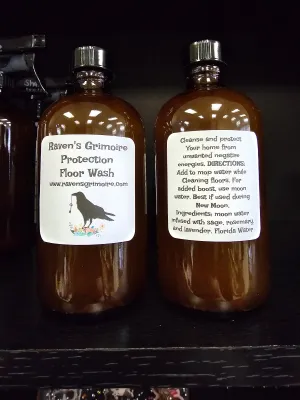 Raven's Grimoire
Protection
Floor Wash
www.ravensgrimoire.com
Cleanse and protect
Your home from
unwanted negative
energies. DIRECTIONS:
Add to mop water while
Cleaning floors. For
added boost, use moon
water. Best if used during
New Moon.
Ingredients: moon water
infused with sage, rosemary,
and lavender. Florida Water